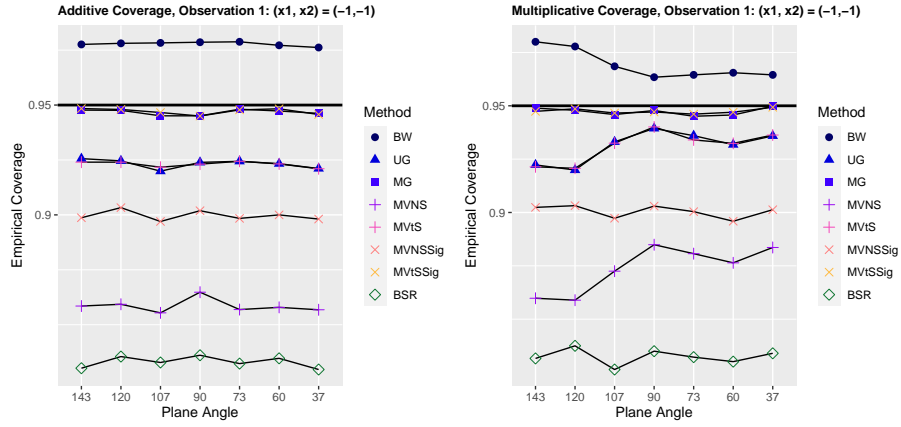 Additive Coverage, Observation 1: (x1, x2) = (−1,−1)
Empirical Coverage
0.95
0.9
143 120 107 90 73 60 37
Plane Angle
Method
BW
UG
MG
MVNS
MVtS
MVNSSig
MVtSSig
BSR
Multiplicative Coverage, Observation 1: (x1, x2) = (−1,−1)
Empirical Coverage
0.95
0.9
143 120 107 90 73 60 37
Plane Angle
Method
BW
UG
MG
MVNS
MVtS
MVNSSig
MVtSSig
BSR